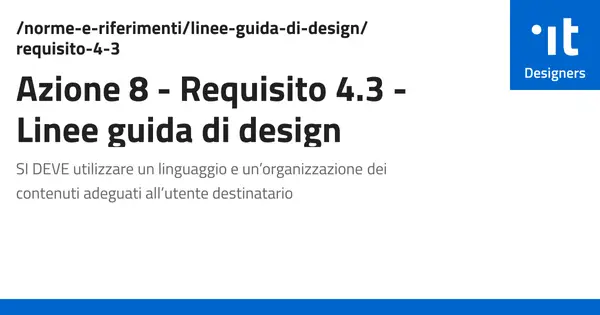 /norme-e-riferimenti/linee-guida-di-design/
requisito-4-3
Azione 8 - Requisito 4.3 -
Linee guida di design
SI DEVE utilizzare un linguaggio e un’organizzazione dei
contenuti adeguati all’utente destinatario
it
Designers